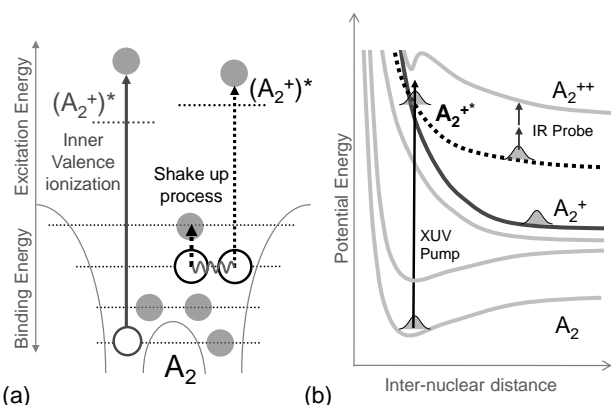 Excitation Energy
Binding Energy
(A₂⁺)*
(A₂⁺)*
Inner
Valence
ionization
Shake up
process
A₂
(a)
Potential Energy
A₂⁺⁺
A₂⁺*
IR Probe
A₂⁺
XUV
Pump
A₂
(b)
Inter-nuclear distance